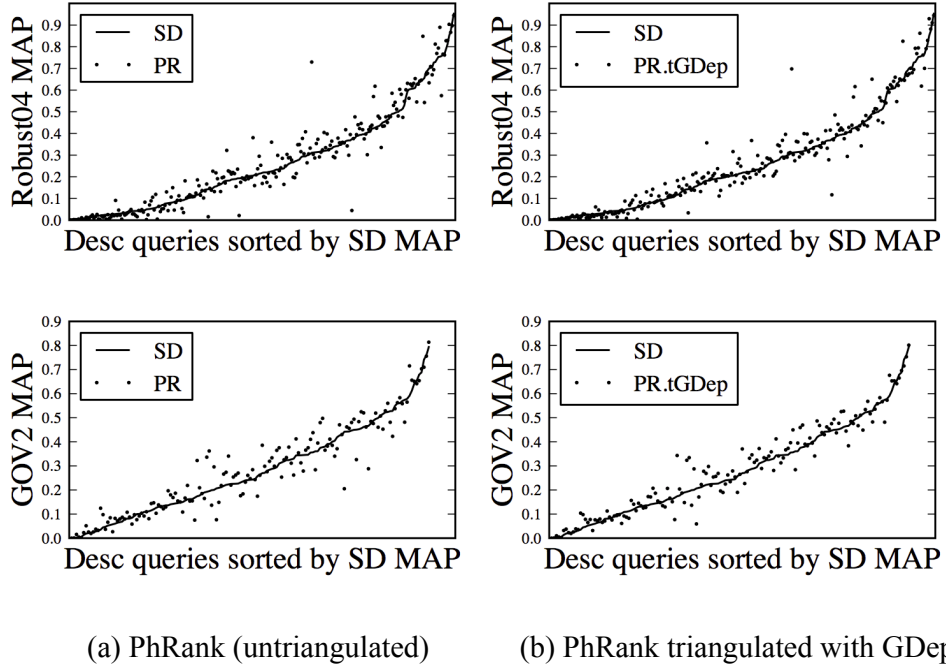 Robust04 MAP
0.9
0.8
0.7
0.6
0.5
0.4
0.3
0.2
0.1
0.0
SD
PR
Desc queries sorted by SD MAP
Robust04 MAP
0.9
0.8
0.7
0.6
0.5
0.4
0.3
0.2
0.1
0.0
SD
PR.tGDep
Desc queries sorted by SD MAP
GOV2 MAP
0.9
0.8
0.7
0.6
0.5
0.4
0.3
0.2
0.1
0.0
SD
PR
Desc queries sorted by SD MAP
GOV2 MAP
0.9
0.8
0.7
0.6
0.5
0.4
0.3
0.2
0.1
0.0
SD
PR.tGDep
Desc queries sorted by SD MAP
(a) PhRank (untriangulated)
(b) PhRank triangulated with GDep